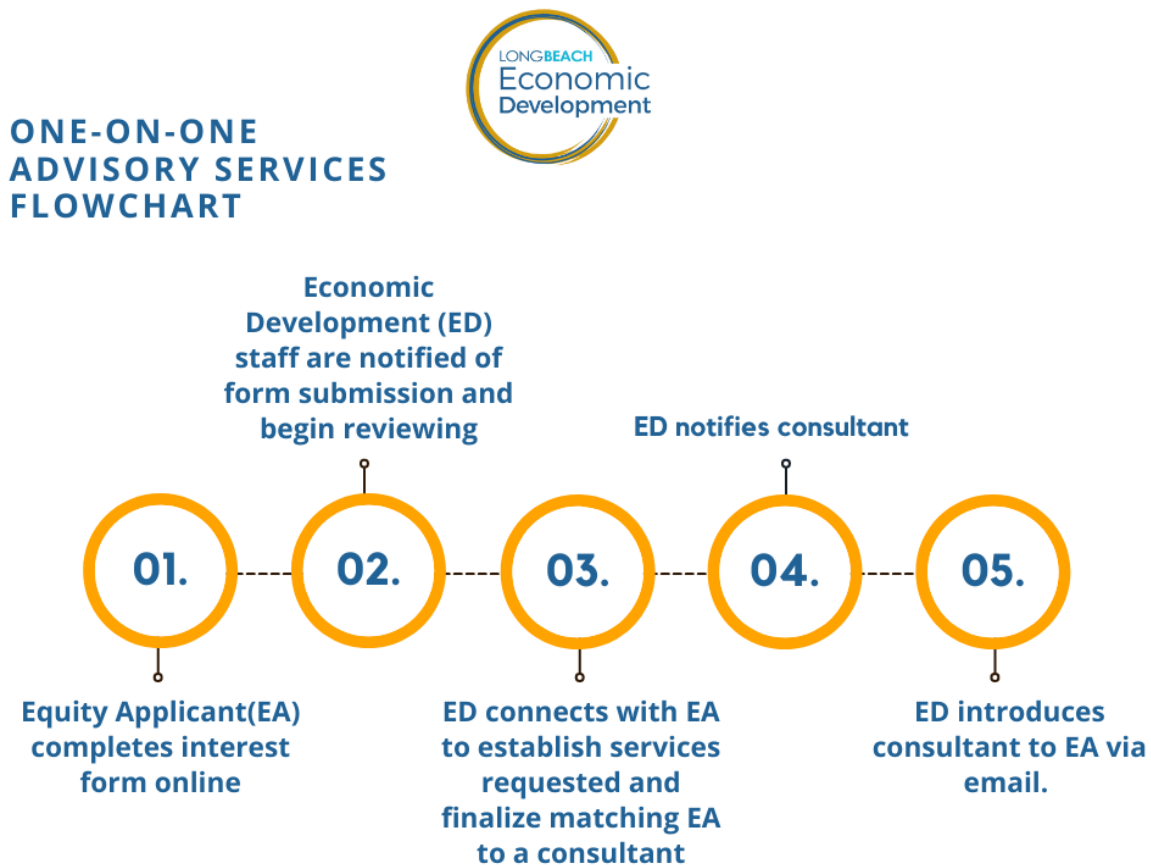 LONGBEACH
Economic
Development
ONE-ON-ONE
ADVISORY SERVICES
FLOWCHART
Economic
Development (ED)
staff are notified of
form submission and
begin reviewing
ED notifies consultant
01.
02.
03.
04.
05.
Equity Applicant(EA)
completes interest
form online
ED connects with EA
to establish services
requested and
finalize matching EA
to a consultant
ED introduces
consultant to EA via
email.